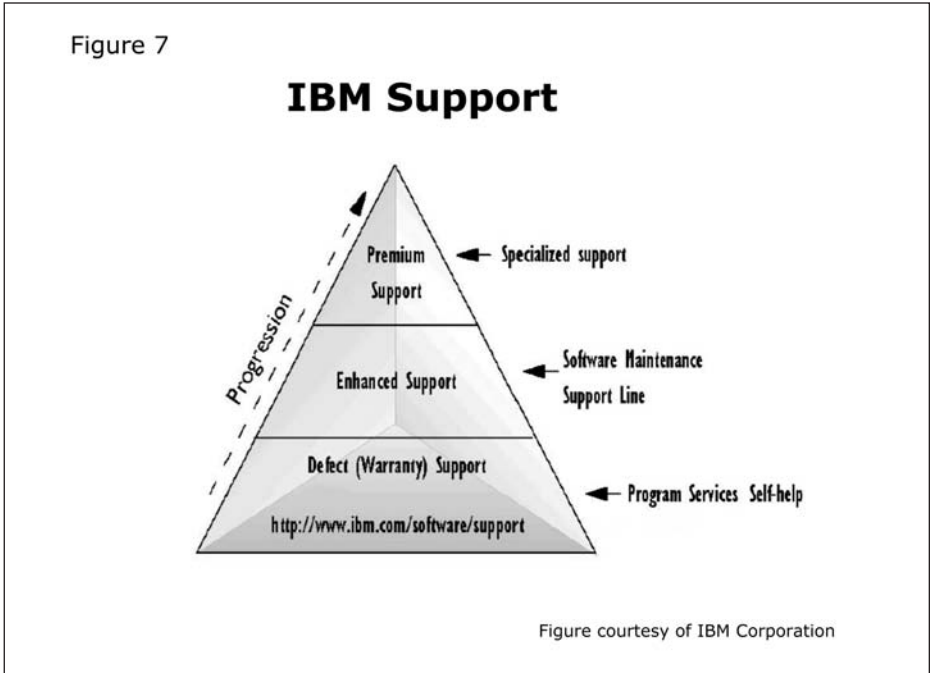 Figure 7
IBM Support
Progression
Premium
Support
Specialized support
Enhanced Support
Software Maintenance
Support Line
Defect (Warranty) Support
http://www.ibm.com/software/support
Program Services Self-help
Figure courtesy of IBM Corporation